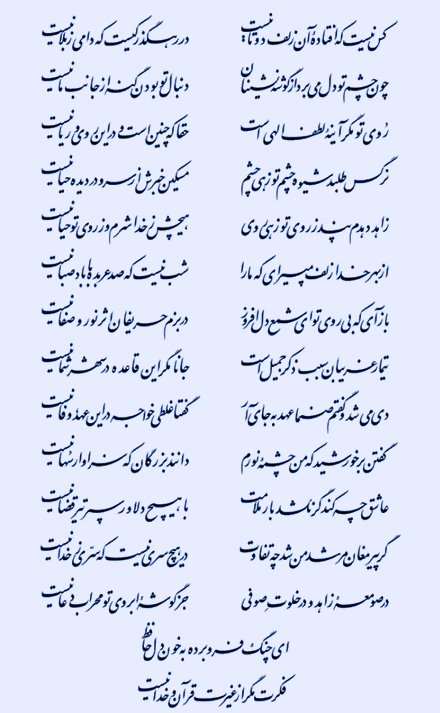 کس نیست که افتادهٔ آن زلف دوتا نیست در رهگذر کیست که دامی ز بلا نیست
چون چشم تو دل می‌برد از گوشه نشینان دنبال تو بودن گنه از جانب ما نیست
روی تو مگر آینهٔ لطف الهی است حقا که چنین است و در این روی و ریا نیست
نرگس طلبد شیوه چشم تو زهی چشم مسکین خبرش از سر و در دیده حیا نیست
زاهد دهدم پند ز روی تو زهی روی هیچش ز خدا شرم و ز روی تو حیا نیست
از بهر خدا زلف مپیرای که ما را شب نیست که صد عربده با باد صبا نیست
بازآی که بی روی تو ای شمع دل افروز در بزم حریفان اثر نور و صفا نیست
تیمار غریبان سبب ذکر جمیل است جانا مگر این قاعده در شهر شما نیست
دی می شد و گفتم صنما عهد به جای آر گفتا غلطی خواجه در این عهد وفا نیست
گفتن بر خورشید که من چشمهٔ نورم دانند بزرگان که سزاوار سها نیست
عاشق چه کند گر نکشد بار ملامت با هیچ دلاور سپر تیر قضا نیست
گر پیر مغان مرشد من شد چه تفاوت در هیچ سری نیست که سری ز خدا نیست
در صومعهٔ زاهد و در خلوت صوفی جز گوشهٔ ابروی تو محراب دعا نیست
ای چنگ فرو برده به خون دل حافظ
فکرت مگر از غیرت قرآن و خدا نیست